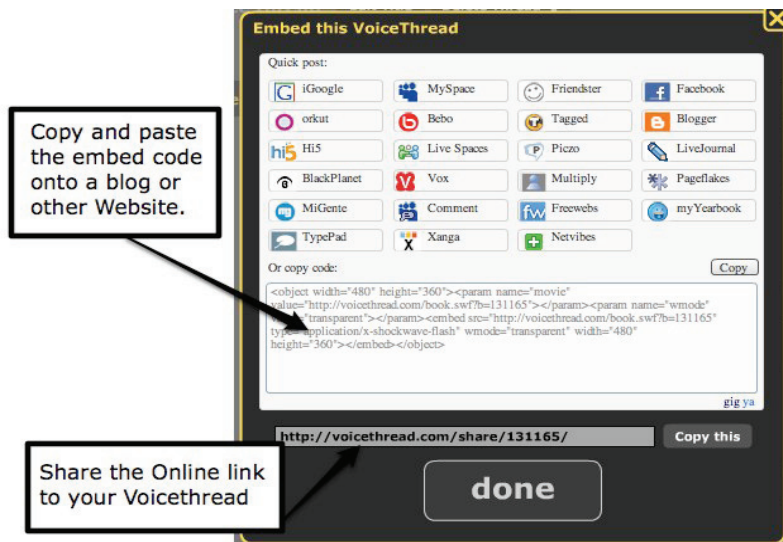 Embed this VoiceThread
Quick post:
iGoogle MySpace Friendster Facebook
orkut Bebo Tagged Blogger
Hi5 Live Spaces Piczo LiveJournal
BlackPlanet Vox Multiply Pageflakes
MiGente Comment Freewebs myYearbook
TypePad Xanga Netvibes
Or copy code: Copy
<object width="480" height="360"><param name="movie"
value="http://voicethread.com/book.swf?b=131165"></param><param name="wmode"
"transparent"></param><embed src="http://voicethread.com/book.swf?b=131165"
type="application/x-shockwave-flash" wmode="transparent" width="480"
height="360"></embed></object>
gig ya
http://voicethread.com/share/131165/ Copy this
done
Copy and paste
the embed code
onto a blog or
other Website.
Share the Online link
to your Voicethread